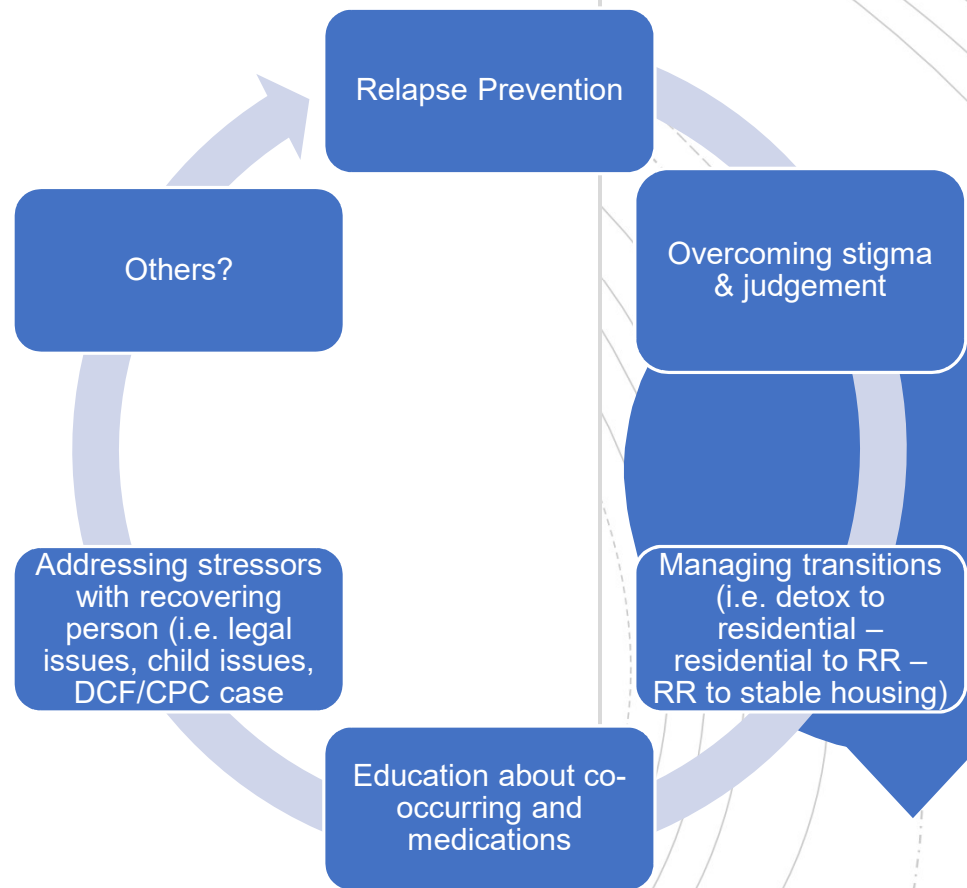 Relapse Prevention
Overcoming stigma
& judgement
Managing transitions
(i.e. detox to
residential –
residential to RR –
RR to stable housing)
Education about co-
occurring and
medications
Addressing stressors
with recovering
person (i.e. legal
issues, child issues,
DCF/CPC case
Others?